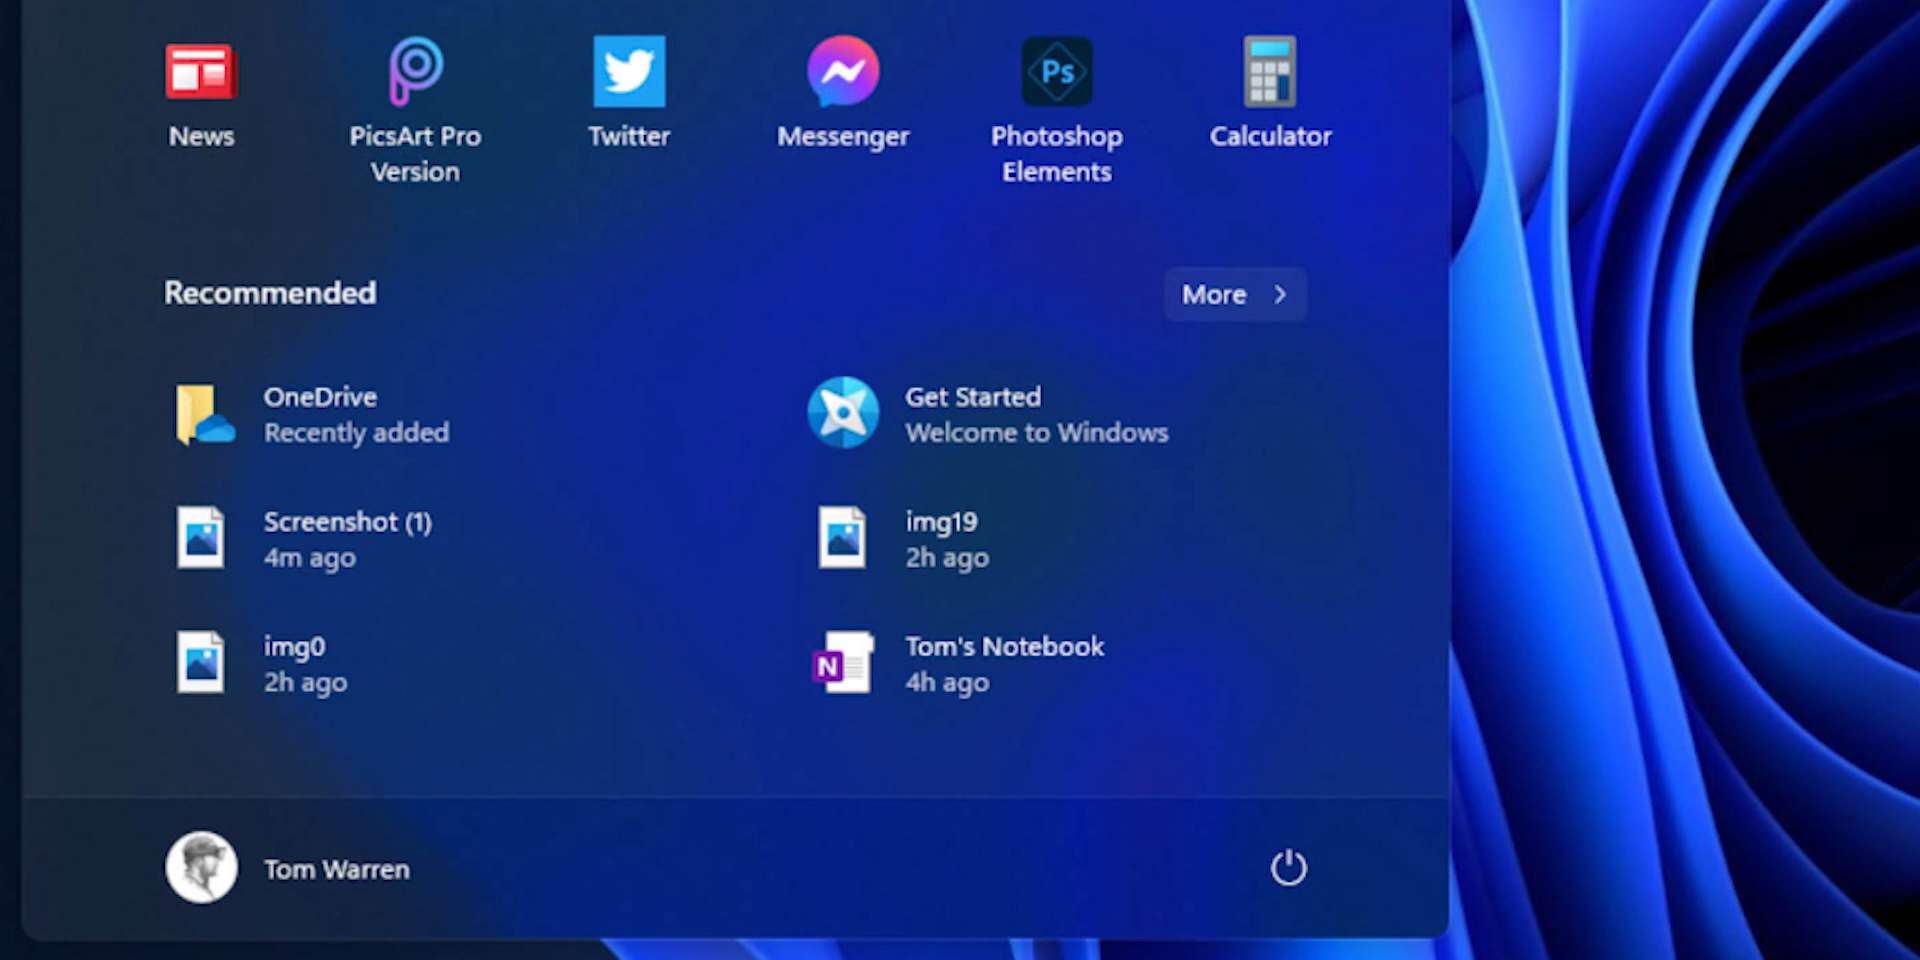 News
PicsArt Pro
Version
Twitter
Messenger
Ps
Photoshop
Elements
Calculator
Recommended
More
OneDrive
Recently added
Get Started
Welcome to Windows
Screenshot (1)
4m ago
img19
2h ago
img0
2h ago
N
Tom's Notebook
4h ago
Tom Warren